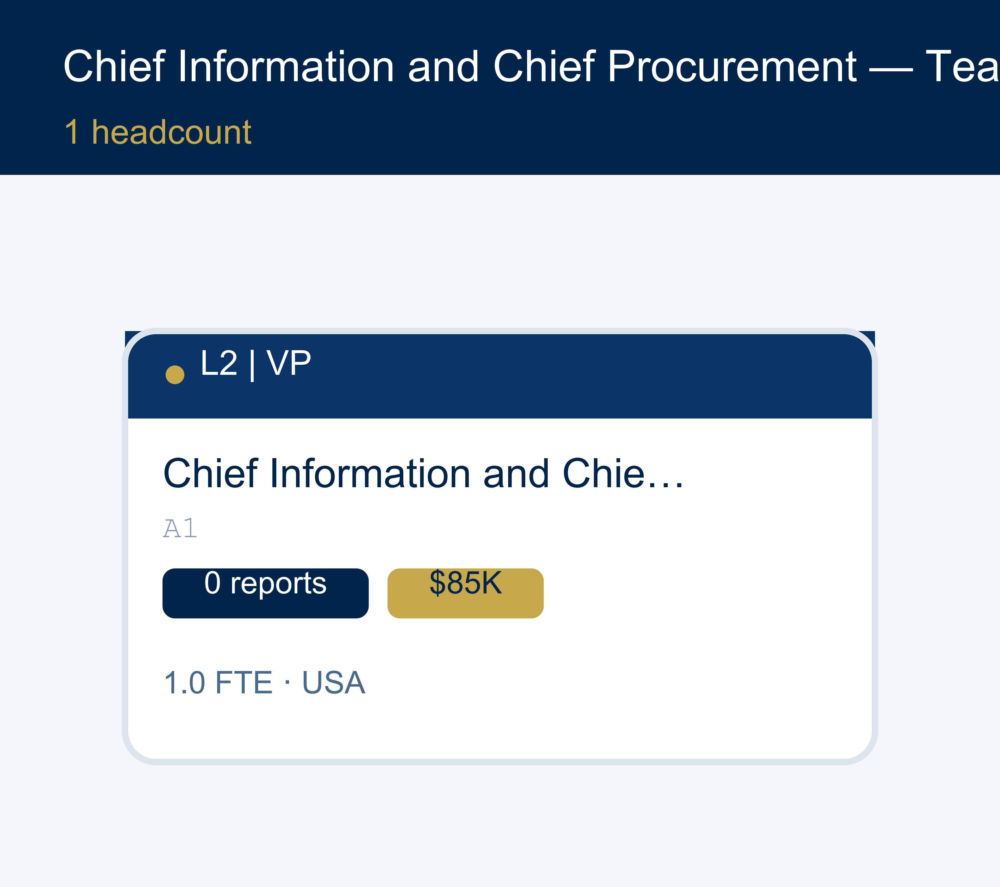 Chief Information and Chief Procurement — Tea
1 headcount
L2 | VP
Chief Information and Chie…
A1
0 reports
$85K
1.0 FTE · USA